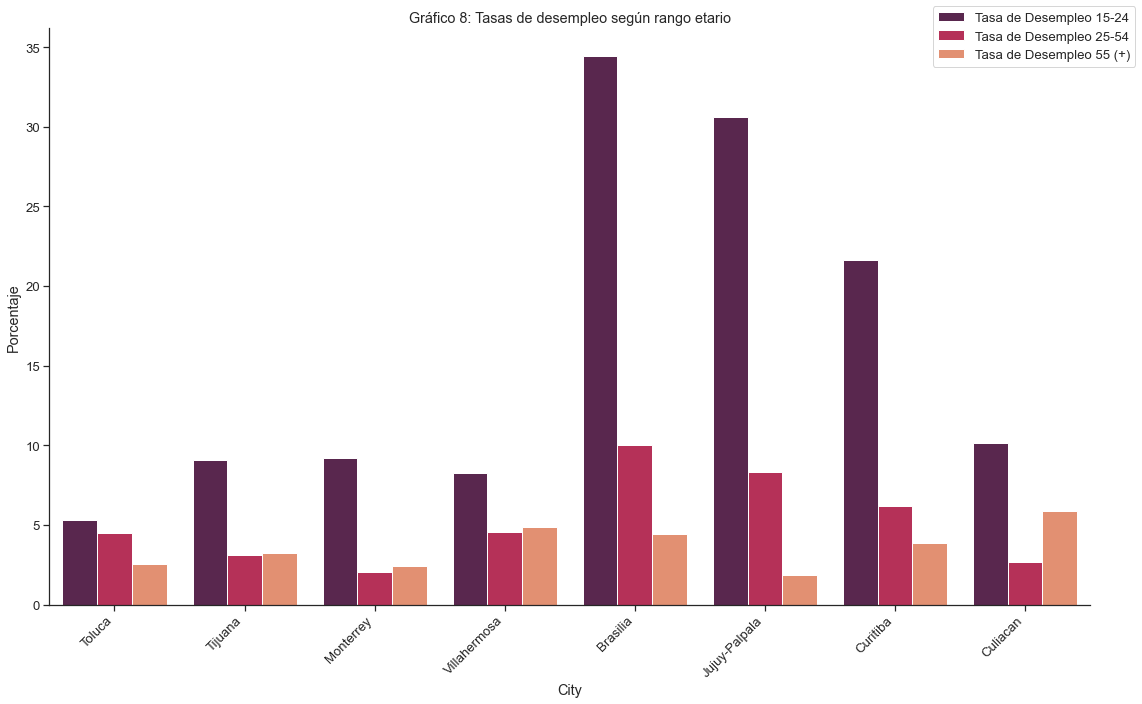 Gráfico 8: Tasas de desempleo según rango etario
Tasa de Desempleo 15-24
Tasa de Desempleo 25-54
Tasa de Desempleo 55 (+)
Porcentaje
35
30
25
20
15
10
5
0
Toluca
Tijuana
Monterrey
Villahermosa
Brasilia
Jujuy-Palpala
Curitiba
Culiacan
City